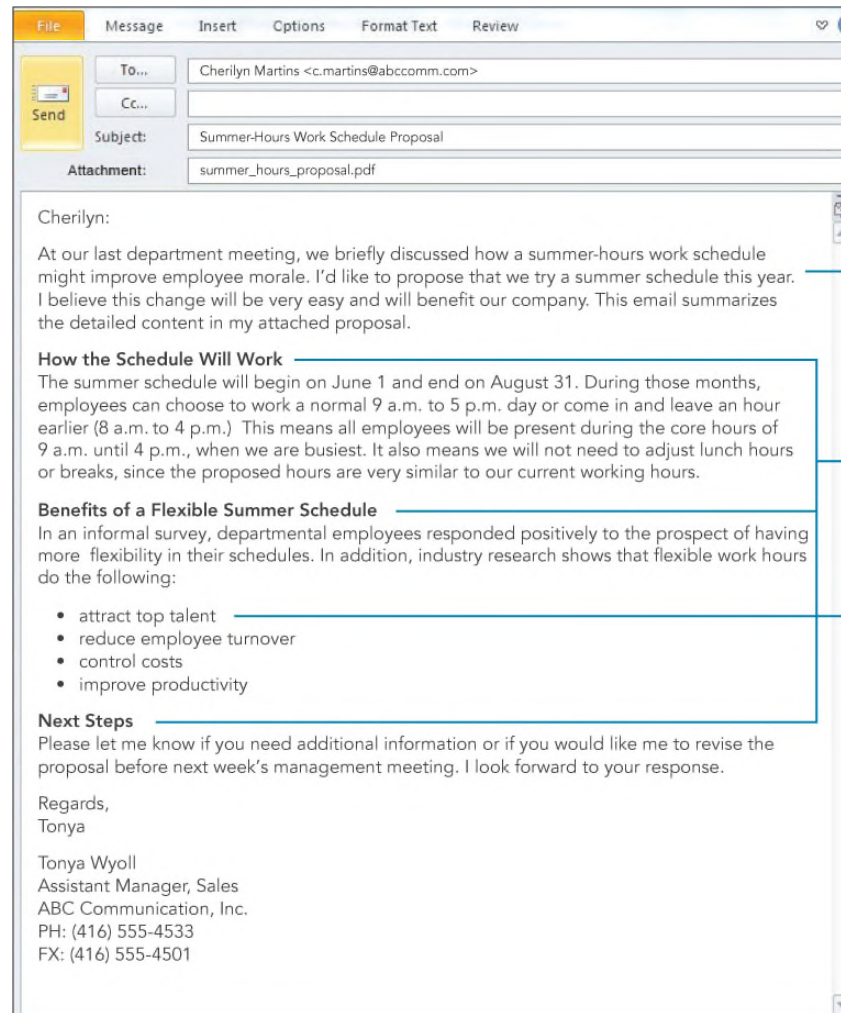 File Message Insert Options Format Text Review
To... Cherilyn Martins <c.martins@abccomm.com>
Cc...
Send
Subject: Summer-Hours Work Schedule Proposal
Attachment: summer_hours_proposal.pdf
Cherilyn:
At our last department meeting, we briefly discussed how a summer-hours work schedule
might improve employee morale. I'd like to propose that we try a summer schedule this year.
I believe this change will be very easy and will benefit our company. This email summarizes
the detailed content in my attached proposal.
How the Schedule Will Work
The summer schedule will begin on June 1 and end on August 31. During those months,
employees can choose to work a normal 9 a.m. to 5 p.m. day or come in and leave an hour
earlier (8 a.m. to 4 p.m.) This means all employees will be present during the core hours of
9 a.m. until 4 p.m., when we are busiest. It also means we will not need to adjust lunch hours
or breaks, since the proposed hours are very similar to our current working hours.
Benefits of a Flexible Summer Schedule
In an informal survey, departmental employees responded positively to the prospect of having
more flexibility in their schedules. In addition, industry research shows that flexible work hours
do the following:
• attract top talent
• reduce employee turnover
• control costs
• improve productivity
Next Steps
Please let me know if you need additional information or if you would like me to revise the
proposal before next week's management meeting. I look forward to your response.
Regards,
Tonya
Tonya Wyoll
Assistant Manager, Sales
ABC Communication, Inc.
PH: (416) 555-4533
FX: (416) 555-4501